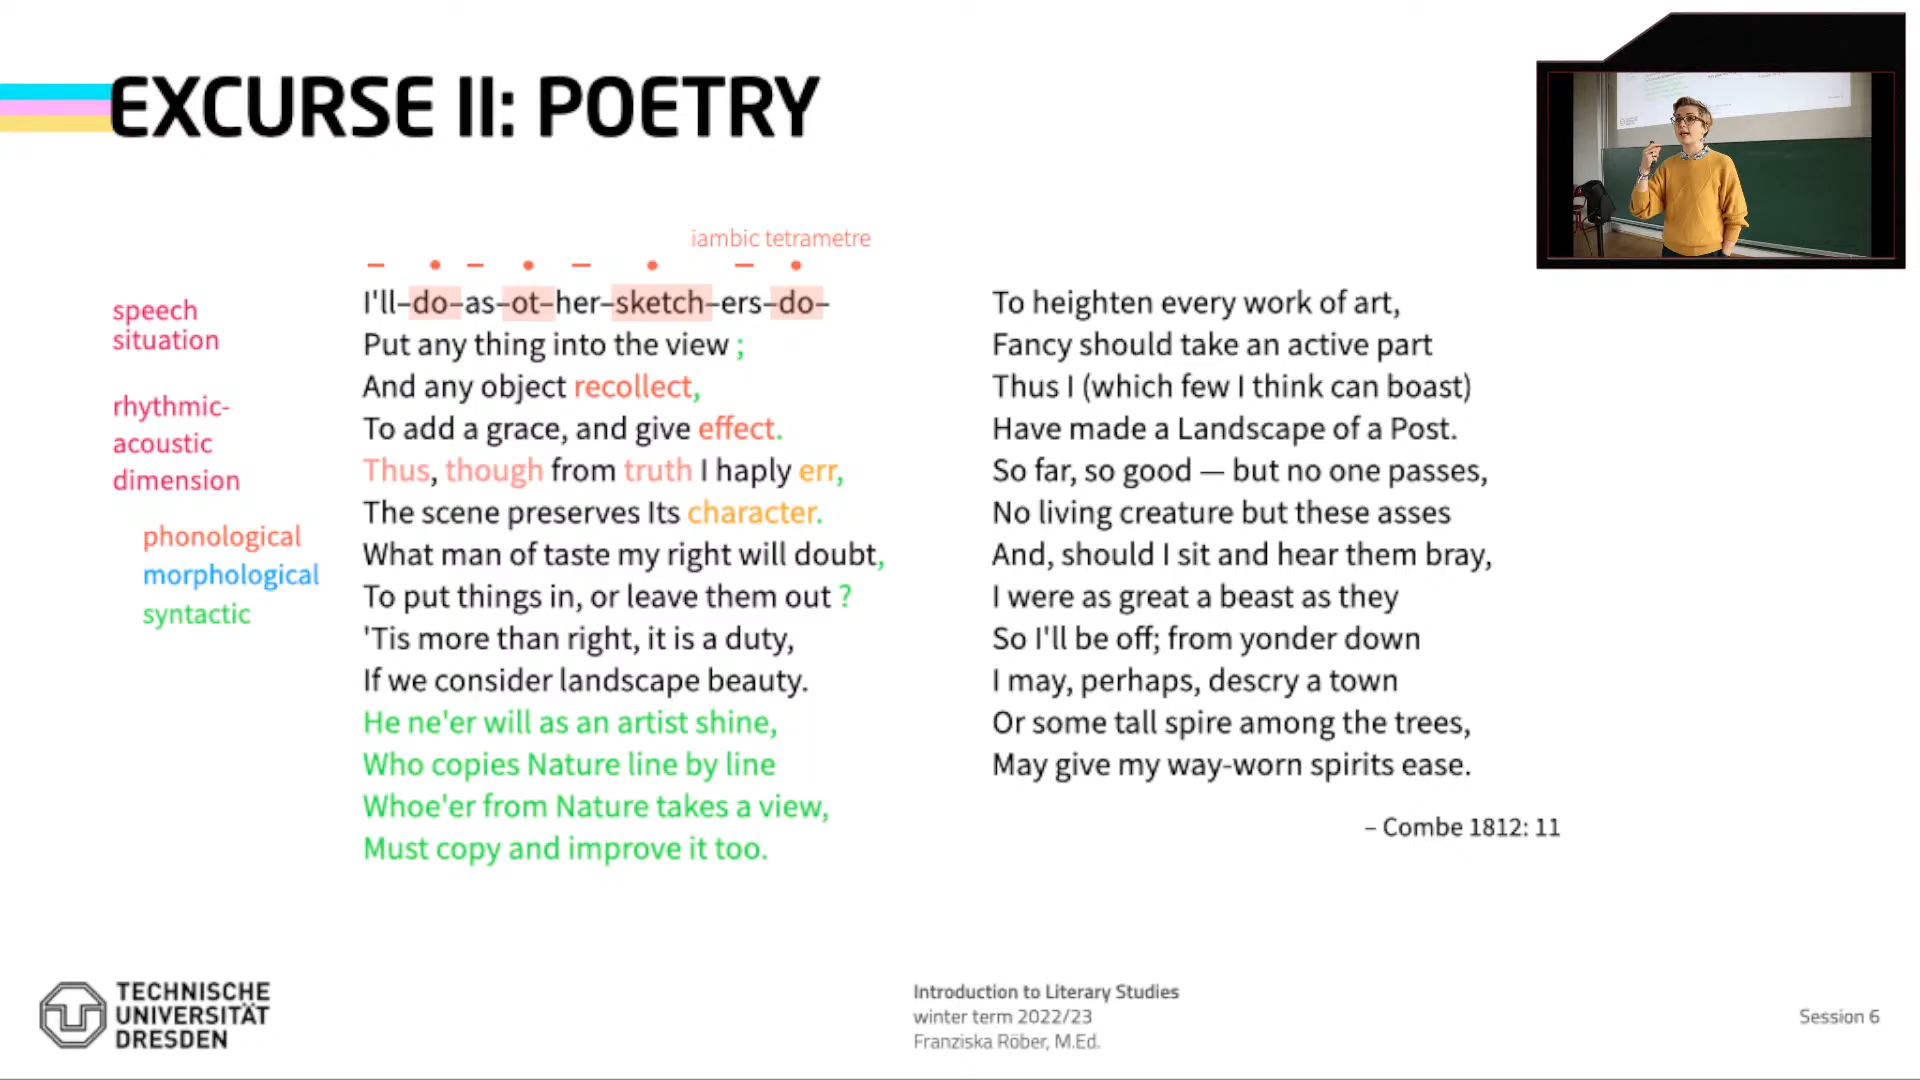 EXCURSE II: POETRY
iambic tetrametre
speech
situation
rhythmic-
acoustic
dimension
phonological
morphological
syntactic
I'll–do–as–ot–her–sketch–ers–do–
Put any thing into the view ;
And any object recollect,
To add a grace, and give effect.
Thus, though from truth I haply err,
The scene preserves Its character.
What man of taste my right will doubt,
To put things in, or leave them out ?
'Tis more than right, it is a duty,
If we consider landscape beauty.
He ne'er will as an artist shine,
Who copies Nature line by line
Whoe'er from Nature takes a view,
Must copy and improve it too.
To heighten every work of art,
Fancy should take an active part
Thus I (which few I think can boast)
Have made a Landscape of a Post.
So far, so good — but no one passes,
No living creature but these asses
And, should I sit and hear them bray,
I were as great a beast as they
So I'll be off; from yonder down
I may, perhaps, descry a town
Or some tall spire among the trees,
May give my way-worn spirits ease.
– Combe 1812: 11
TECHNISCHE
UNIVERSITÄT
DRESDEN
Introduction to Literary Studies
winter term 2022/23
Franziska Röber, M.Ed.
Session 6